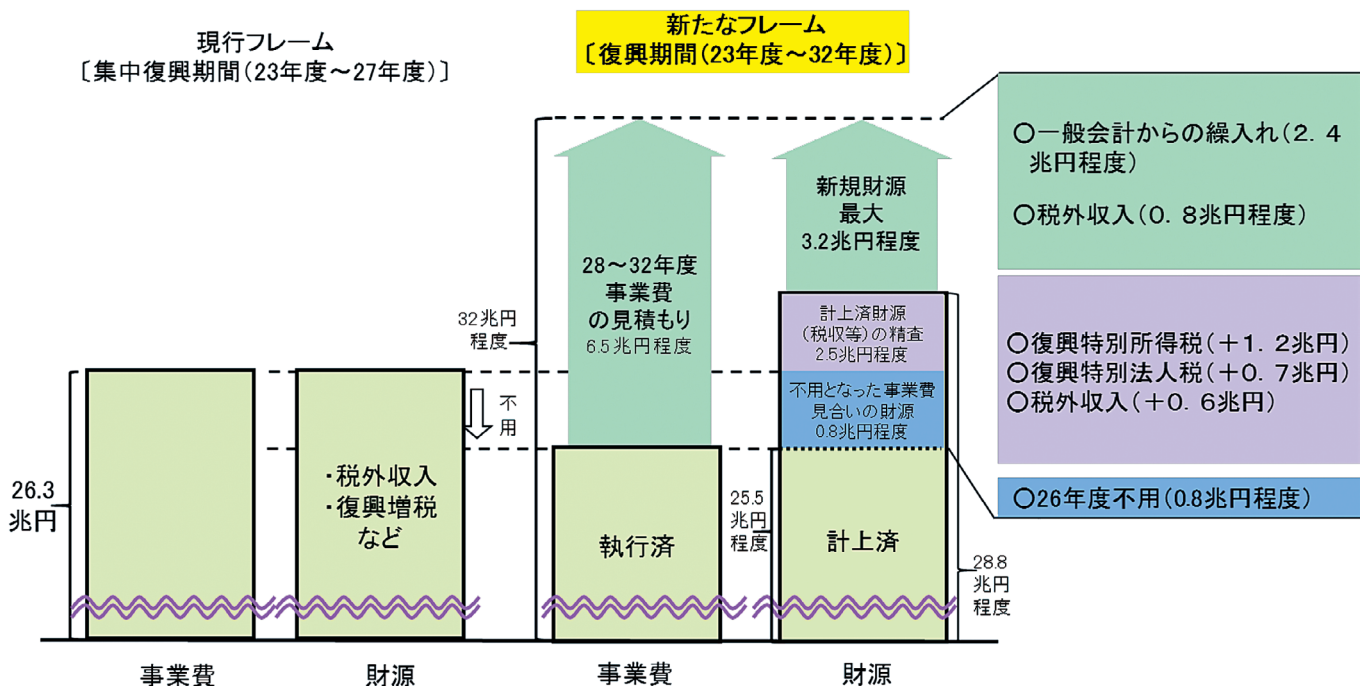 現行フレーム
〔集中復興期間(23年度～27年度)〕
新たなフレーム
〔復興期間(23年度～32年度)〕
26.3
兆円
不
用
・税外収入
・復興増税
など
事業費
財源
32兆円
程度
28～32年度
事業費
の見積もり
6.5兆円程度
執行済
新規財源
最大
3.2兆円程度
計上済財源
(税収等)の精査
2.5兆円程度
不用となった事業費
見合いの財源
0.8兆円程度
25.5
兆円
程度
計上済
28.8
兆円
程度
事業費
財源
○一般会計からの繰入れ(2．4
兆円程度)
○税外収入(0．8兆円程度)
○復興特別所得税(＋1．2兆円)
○復興特別法人税(＋0．7兆円)
○税外収入(＋0．6兆円)
○26年度不用(0.8兆円程度)